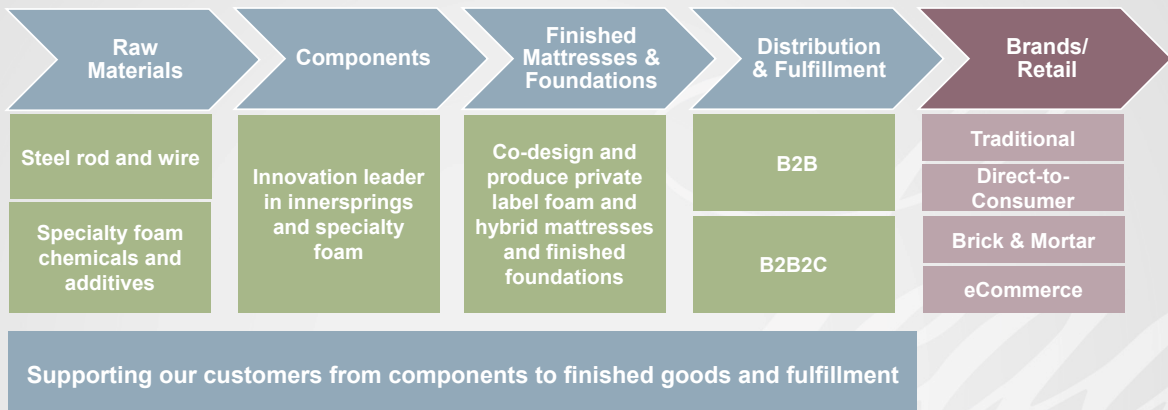 Raw
Materials
Components
Finished
Mattresses &
Foundations
Distribution
& Fulfillment
Brands/
Retail
Steel rod and wire
Specialty foam
chemicals and
additives
Innovation leader
in innersprings
and specialty
foam
Co-design and
produce private
label foam and
hybrid mattresses
and finished
foundations
B2B
B2B2C
Traditional
Direct-to-
Consumer
Brick & Mortar
eCommerce
Supporting our customers from components to finished goods and fulfillment